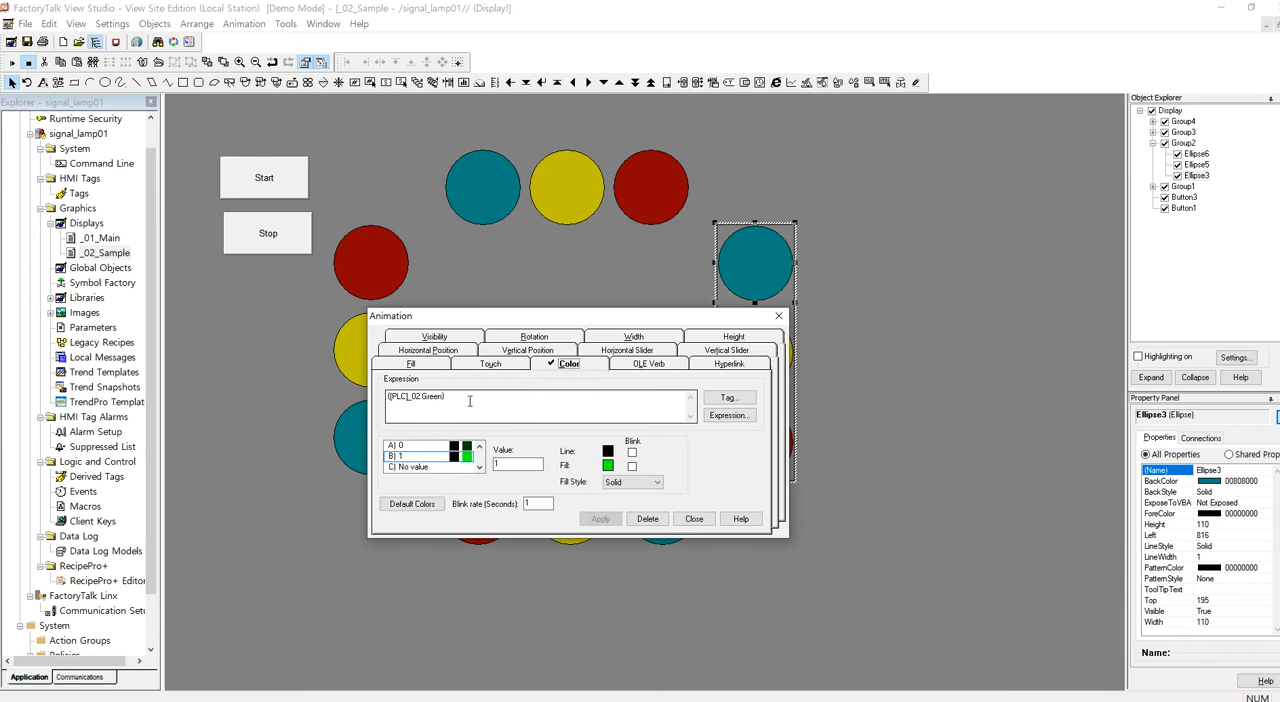 FactoryTalk View Studio - View Site Edition (Local Station)   [Demo Mode] - [_02_Sample - /signal_lamp01// (Display)]
File Edit View Settings Objects Arrange Animation Tools Window Help
Explorer - signal_lamp01
Runtime Security
signal_lamp01
System
Command Line
HMI Tags
Tags
Graphics
Displays
_01_Main
_02_Sample
Global Objects
Symbol Factory
Libraries
Images
Parameters
Legacy Recipes
Local Messages
Trend Templates
Trend Snapshots
TrendPro Templat
HMI Tag Alarms
Alarm Setup
Suppressed List
Logic and Control
Derived Tags
Events
Macros
Client Keys
Data Log
Data Log Models
RecipePro+
RecipePro+ Editor
FactoryTalk Linx
Communication Setu
System
Action Groups
Application
Communications
Start
Stop
Animation
Visibility Rotation Width Height
Horizontal Position Vertical Position Horizontal Slider Vertical Slider
Fill Touch Color OLE Verb Hyperlink
Expression
{[PLC]_02.Green}
Tag...
Expression...
A) 0
B) 1
C) No value
Value:
1
Line:
Fill:
Blink
Fill Style:
Solid
Default Colors
Blink rate (Seconds):
1
Apply
Delete
Close
Help
Object Explorer
Display
Group4
Group3
Group2
Ellipse6
Ellipse5
Ellipse3
Group1
Button3
Button1
Highlighting on
Settings...
Expand
Collapse
Help
Property Panel
Ellipse3 (Ellipse)
Properties
Connections
All Properties
Shared Prop
(Name) Ellipse3
BackColor 00808000
BackStyle Solid
ExposeToVBA Not Exposed
ForeColor 00000000
Height 110
Left 816
LineStyle Solid
LineWidth 1
PatternColor 00000000
PatternStyle None
ToolTipText
Top 195
Visible True
Width 110
Name:
Help
NUM